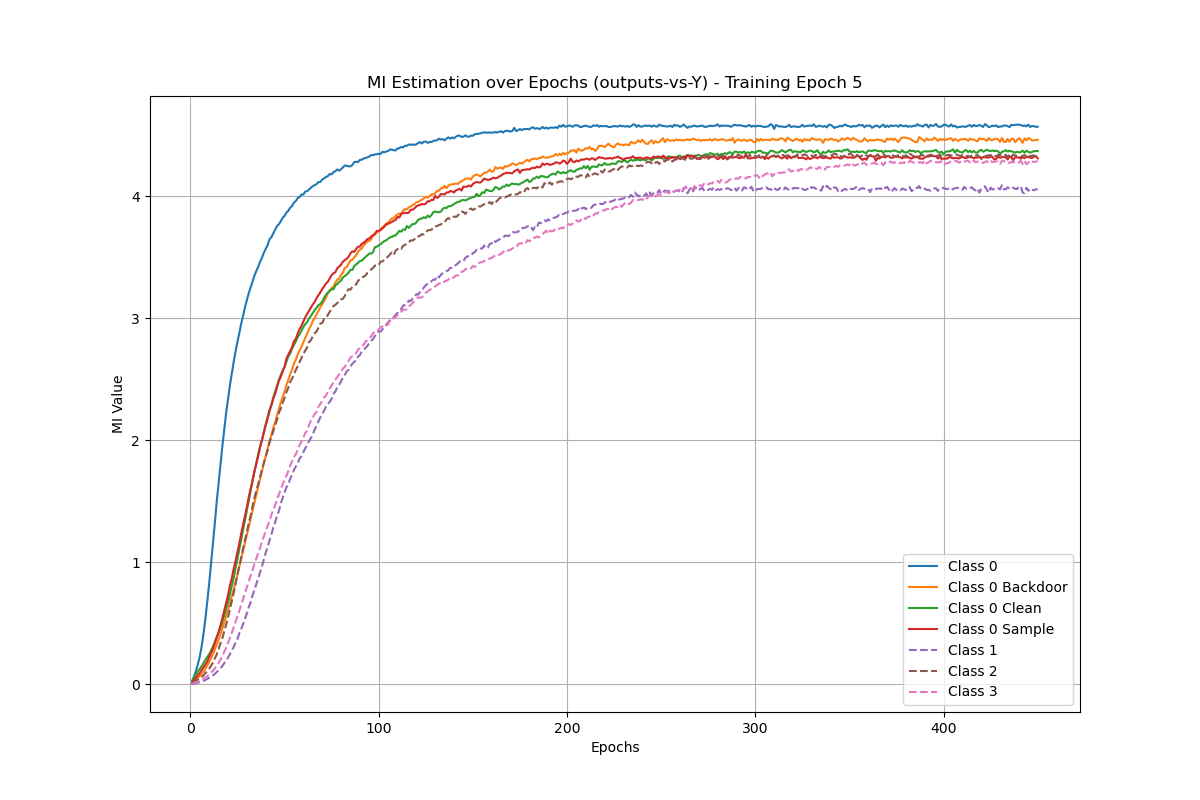 MI Estimation over Epochs (outputs-vs-Y) - Training Epoch 5
MI Value
4
3
2
1
0
0
100
200
300
400
Epochs
Class 0
Class 0 Backdoor
Class 0 Clean
Class 0 Sample
Class 1
Class 2
Class 3